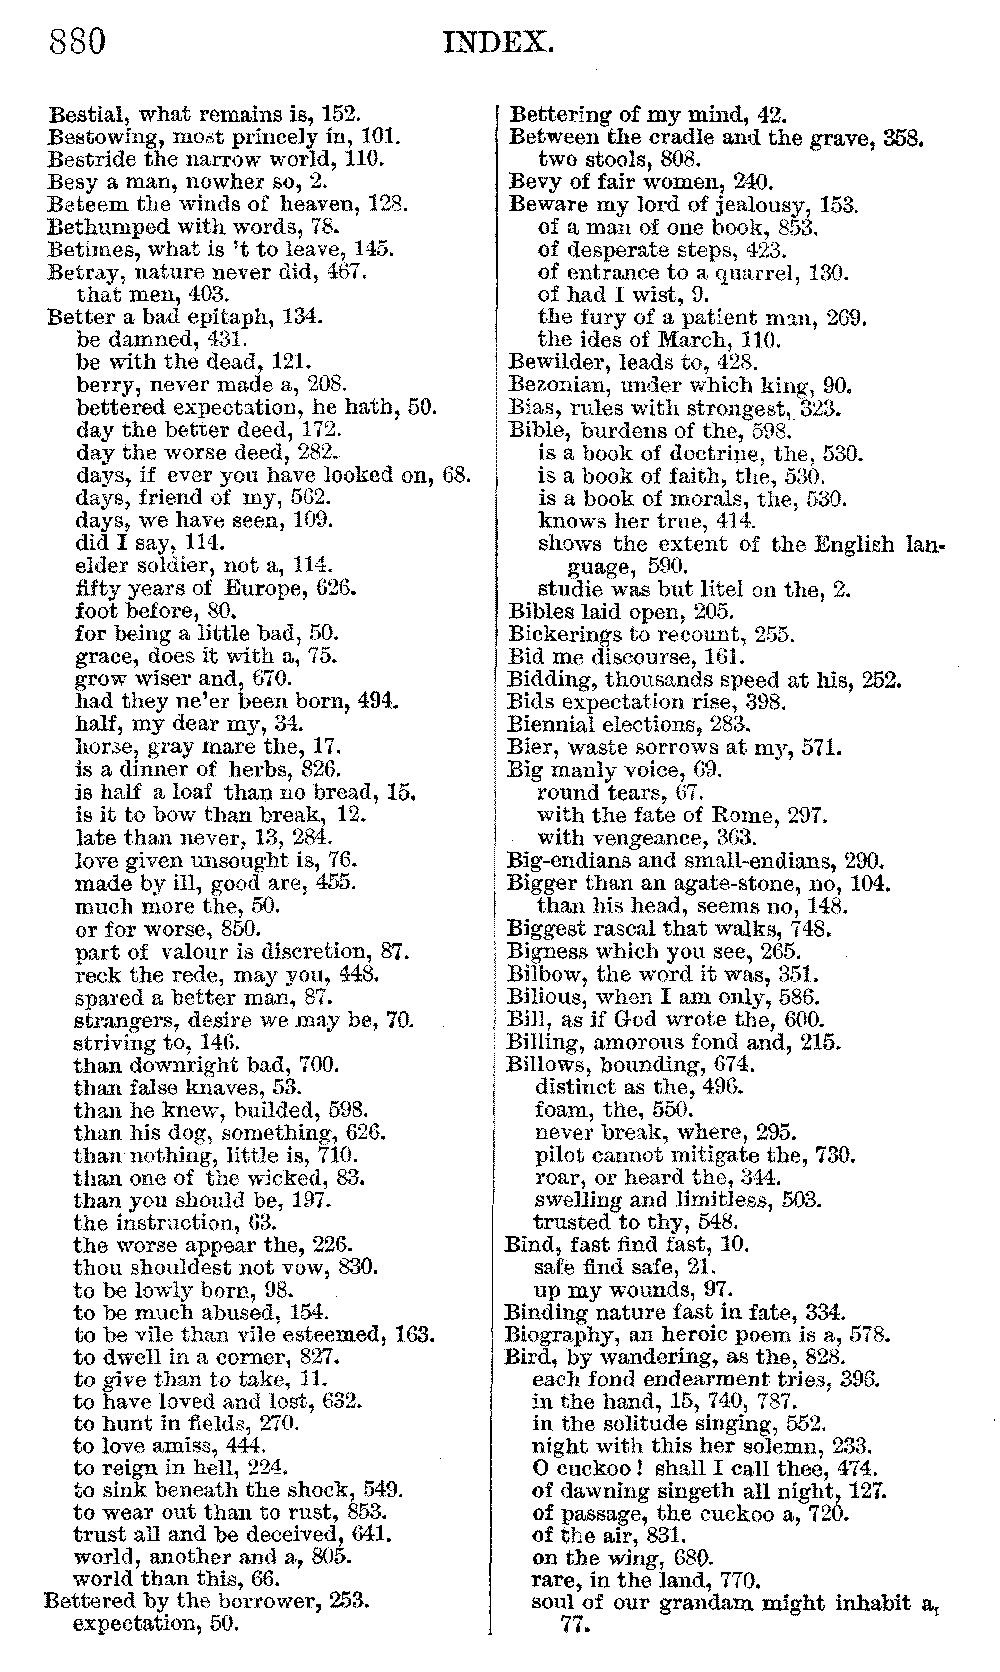 880 INDEX.
Bestial, what remains is, 152.
Bestowing, most princely in, 101.
Bestride the narrow world, 110.
Besy a man, nowher so, 2.
Beteem the winds of heaven, 128.
Bethumped with words, 78.
Betimes, what is 't to leave, 145.
Betray, nature never did, 467.
that men, 403.
Better a bad epitaph, 134.
be damned, 431.
be with the dead, 121.
berry, never made a, 208.
bettered expectation, he hath, 50.
day the better deed, 172.
day the worse deed, 282.
days, if ever you have looked on, 68.
days, friend of my, 562.
days, we have seen, 109.
did I say, 114.
elder soldier, not a, 114.
fifty years of Europe, 626.
foot before, 80.
for being a little bad, 50.
grace, does it with a, 75.
grow wiser and, 670.
had they ne'er been born, 494.
half, my dear my, 34.
horse, gray mare the, 17.
is a dinner of herbs, 826.
is half a loaf than no bread, 15.
is it to bow than break, 12.
late than never, 13, 284.
love given unsought is, 76.
made by ill, good are, 455.
much more the, 50.
or for worse, 850.
part of valour is discretion, 87.
reck the rede, may you, 448.
spared a better man, 87.
strangers, desire we may be, 70.
striving to, 146.
than downright bad, 700.
than false knaves, 53.
than he knew, builded, 598.
than his dog, something, 626.
than nothing, little is, 710.
than one of the wicked, 83.
than you should be, 197.
the instruction, 63.
the worse appear the, 226.
thou shouldest not vow, 830.
to be lowly born, 98.
to be much abused, 154.
to be vile than vile esteemed, 163.
to dwell in a corner, 827.
to give than to take, 11.
to have loved and lost, 632.
to hunt in fields, 270.
to love amiss, 444.
to reign in hell, 224.
to sink beneath the shock, 549.
to wear out than to rust, 853.
trust all and be deceived, 641.
world, another and a, 805.
world than this, 66.
Bettered by the borrower, 253.
expectation, 50.
Bettering of my mind, 42.
Between the cradle and the grave, 358.
two stools, 808.
Bevy of fair women, 240.
Beware my lord of jealousy, 153.
of a man of one book, 853.
of desperate steps, 423.
of entrance to a quarrel, 130.
of had I wist, 9.
the fury of a patient man, 269.
the ides of March, 110.
Bewilder, leads to, 428.
Bezonian, under which king, 90.
Bias, rules with strongest, 323.
Bible, burdens of the, 598.
is a book of doctrine, the, 530.
is a book of faith, the, 530.
is a book of morals, the, 530.
knows her true, 414.
shows the extent of the English lan-
guage, 590.
studie was but litel on the, 2.
Bibles laid open, 205.
Bickerings to recount, 255.
Bid me discourse, 161.
Bidding, thousands speed at his, 252.
Bids expectation rise, 398.
Biennial elections, 283.
Bier, waste sorrows at my, 571.
Big manly voice, 69.
round tears, 67.
with the fate of Rome, 297.
with vengeance, 363.
Big-endians and small-endians, 290.
Bigger than an agate-stone, no, 104.
than his head, seems no, 148.
Biggest rascal that walks, 748.
Bigness which you see, 265.
Bilbow, the word it was, 351.
Bilious, when I am only, 586.
Bill, as if God wrote the, 600.
Billing, amorous fond and, 215.
Billows, bounding, 674.
distinct as the, 496.
foam, the, 550.
never break, where, 295.
pilot cannot mitigate the, 730.
roar, or heard the, 344.
swelling and limitless, 503.
trusted to thy, 548.
Bind, fast find fast, 10.
safe find safe, 21.
up my wounds, 97.
Binding nature fast in fate, 334.
Biography, an heroic poem is a, 578.
Bird, by wandering, as the, 828.
each fond endearment tries, 396.
in the hand, 15, 740, 787.
in the solitude singing, 552.
night with this her solemn, 233.
O cuckoo! shall I call thee, 474.
of dawning singeth all night, 127.
of passage, the cuckoo a, 720.
of the air, 831.
on the wing, 680.
rare, in the land, 770.
soul of our grandam might inhabit a,
77.